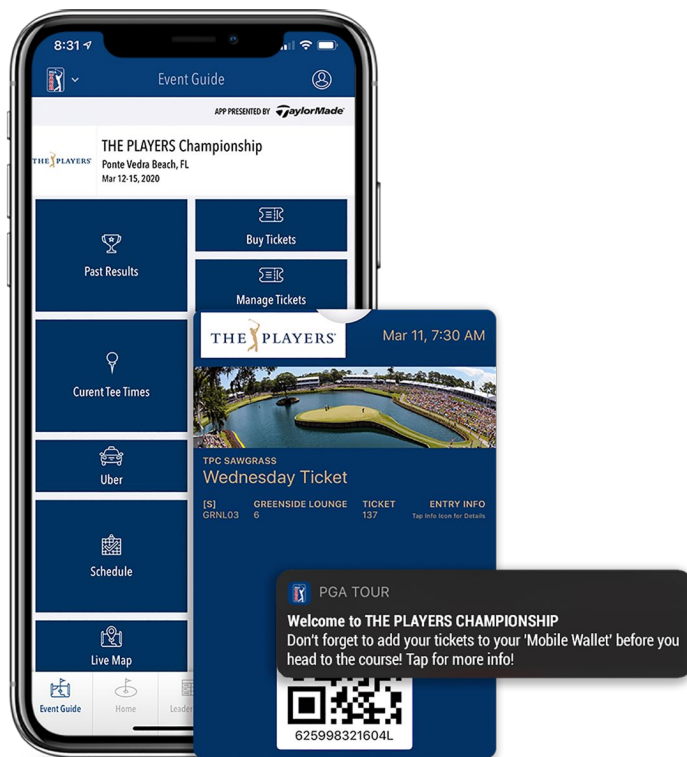 8:31
Event Guide
APP PRESENTED BY TaylorMade
THE PLAYERS
THE PLAYERS Championship
Ponte Vedra Beach, FL
Mar 12-15, 2020
Past Results
Buy Tickets
Manage Tickets
Curent Tee Times
Uber
Schedule
Live Map
Event Guide
Home
THE PLAYERS
Mar 11, 7:30 AM
TPC SAWGRASS
Wednesday Ticket
[S] GREENSIDE LOUNGE TICKET ENTRY INFO
GRNL03 6 137 Tap Info Icon for Details
PGA TOUR
Welcome to THE PLAYERS CHAMPIONSHIP
Don't forget to add your tickets to your 'Mobile Wallet' before you
head to the course! Tap for more info!
625998321604L